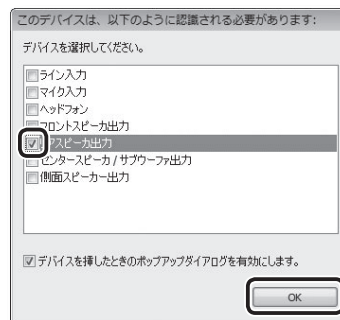 このデバイスは、以下のように認識される必要があります:
デバイスを選択してください。
ライン入力
マイク入力
ヘッドフォン
フロントスピーカ出力
アスピーカ出力
センタースピーカ / サブウーファ出力
側面スピーカー出力
デバイスを挿したときのポップアップダイアログを有効にします。
OK